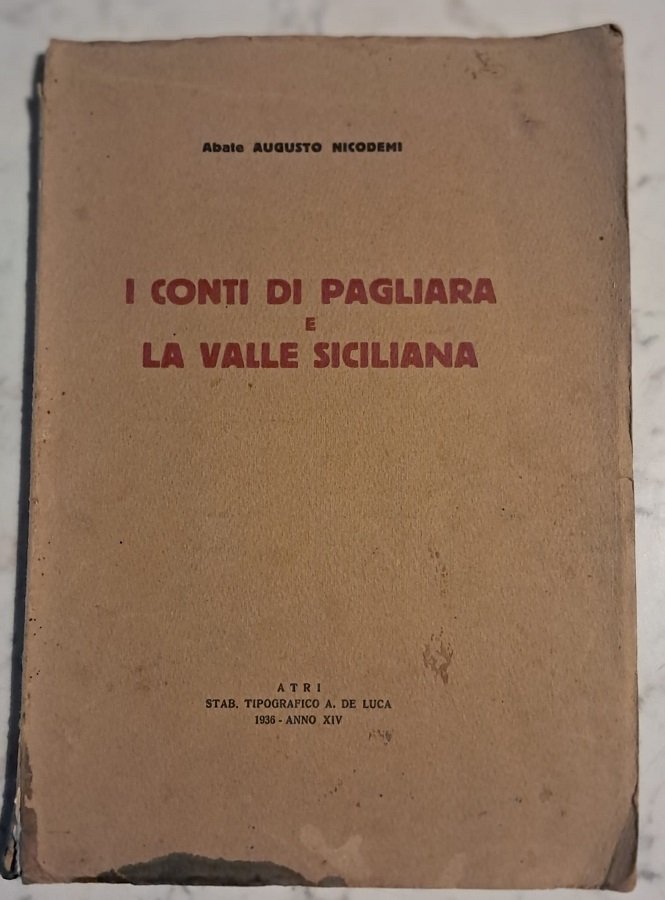 Abate AUGUSTO NICODEMI
I CONTI DI PAGLIARA
E
LA VALLE SICILIANA
ATRI
STAB. TIPOGRAFICO A. DE LUCA
1936 - ANNO XIV